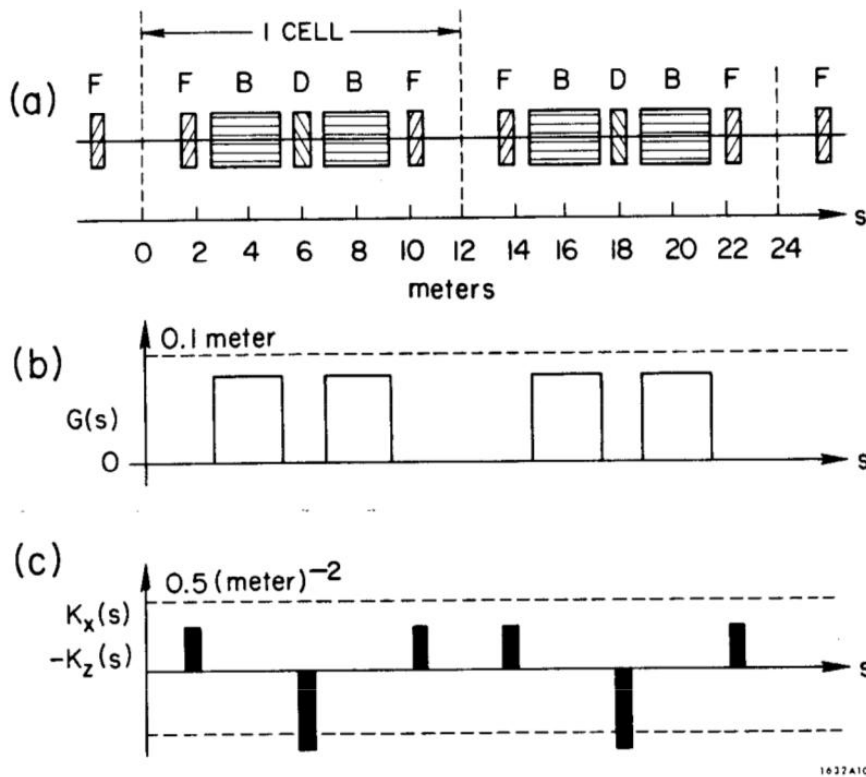 1 CELL
(a)
F F B D B F F B D B F F
s
0 2 4 6 8 10 12 14 16 18 20 22 24
meters
(b)
0.1 meter
G(s)
0
s
(c)
0.5 (meter)⁻²
Kₓ(s)
-K_z(s)
s
1632A10